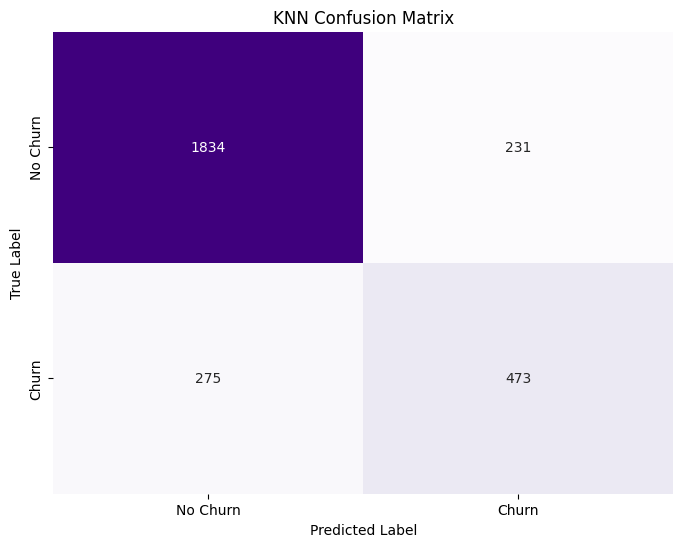 KNN Confusion Matrix
True Label
No Churn
1834
231
Churn
275
473
No Churn
Churn
Predicted Label